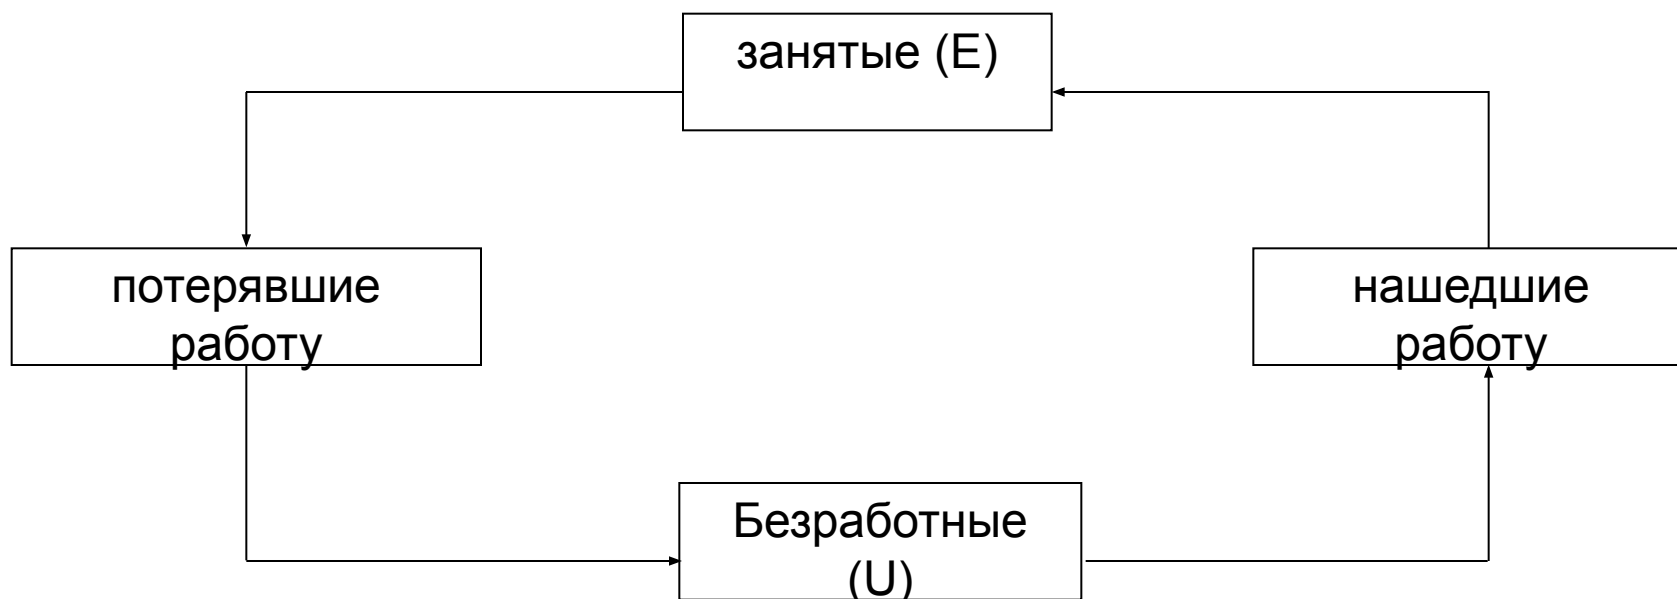 занятые (E)
потерявшие
работу
нашедшие
работу
Безработные
(U)